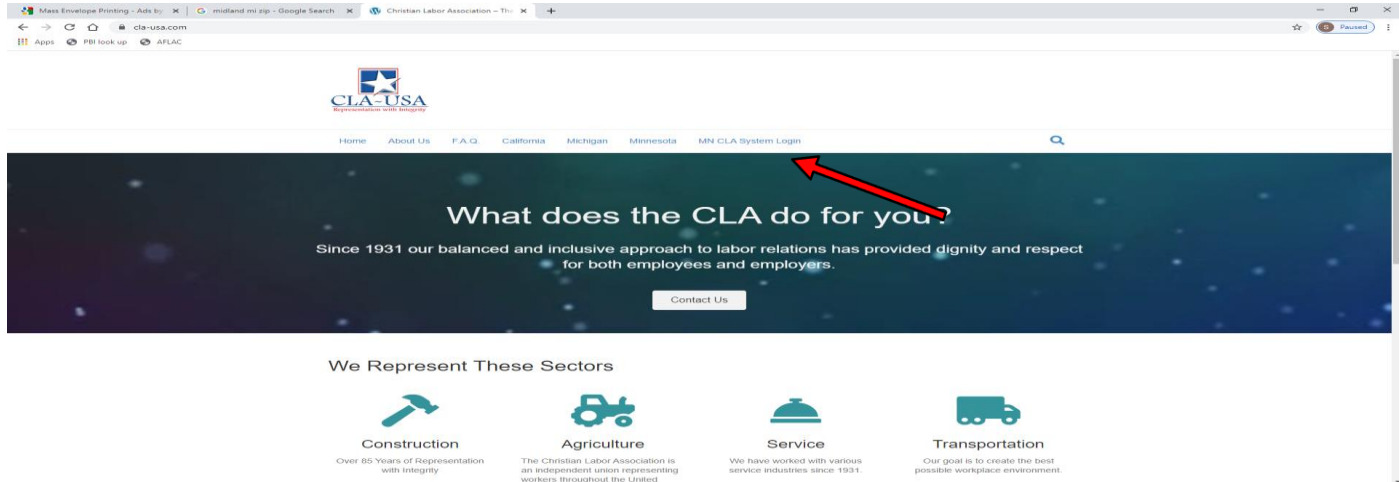 Mass Envelope Printing - Ads by
midland mi zip - Google Search
Christian Labor Association – The
cla-usa.com
S Paused
Apps PBI look up AFLAC
CLA-USA
Representation with Integrity
Home About Us F.A.Q. California Michigan Minnesota MN CLA System Login
What does the CLA do for you?
Since 1931 our balanced and inclusive approach to labor relations has provided dignity and respect
for both employees and employers.
Contact Us
We Represent These Sectors
Construction Agriculture Service Transportation
Over 85 Years of Representation The Christian Labor Association is We have worked with various Our goal is to create the best
with Integrity an independent union representing service industries since 1931. possible workplace environment.
workers throughout the United